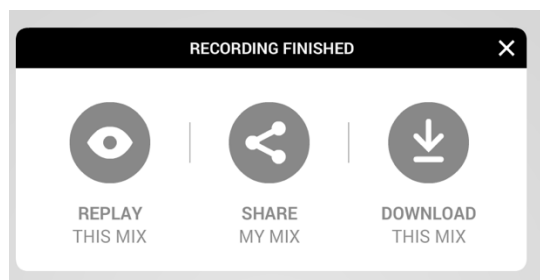 RECORDING FINISHED
REPLAY
THIS MIX
SHARE
MY MIX
DOWNLOAD
THIS MIX